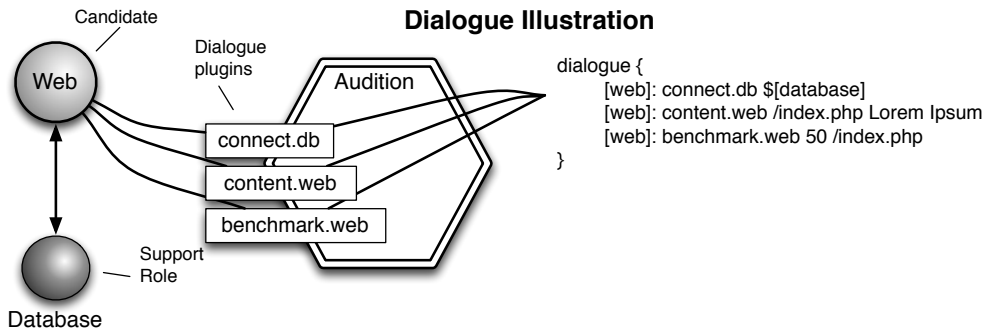 Dialogue Illustration
Candidate
Dialogue
plugins
Web
Audition
connect.db
content.web
benchmark.web
Support
Role
Database
dialogue {
[web]: connect.db $[database]
[web]: content.web /index.php Lorem Ipsum
[web]: benchmark.web 50 /index.php
}